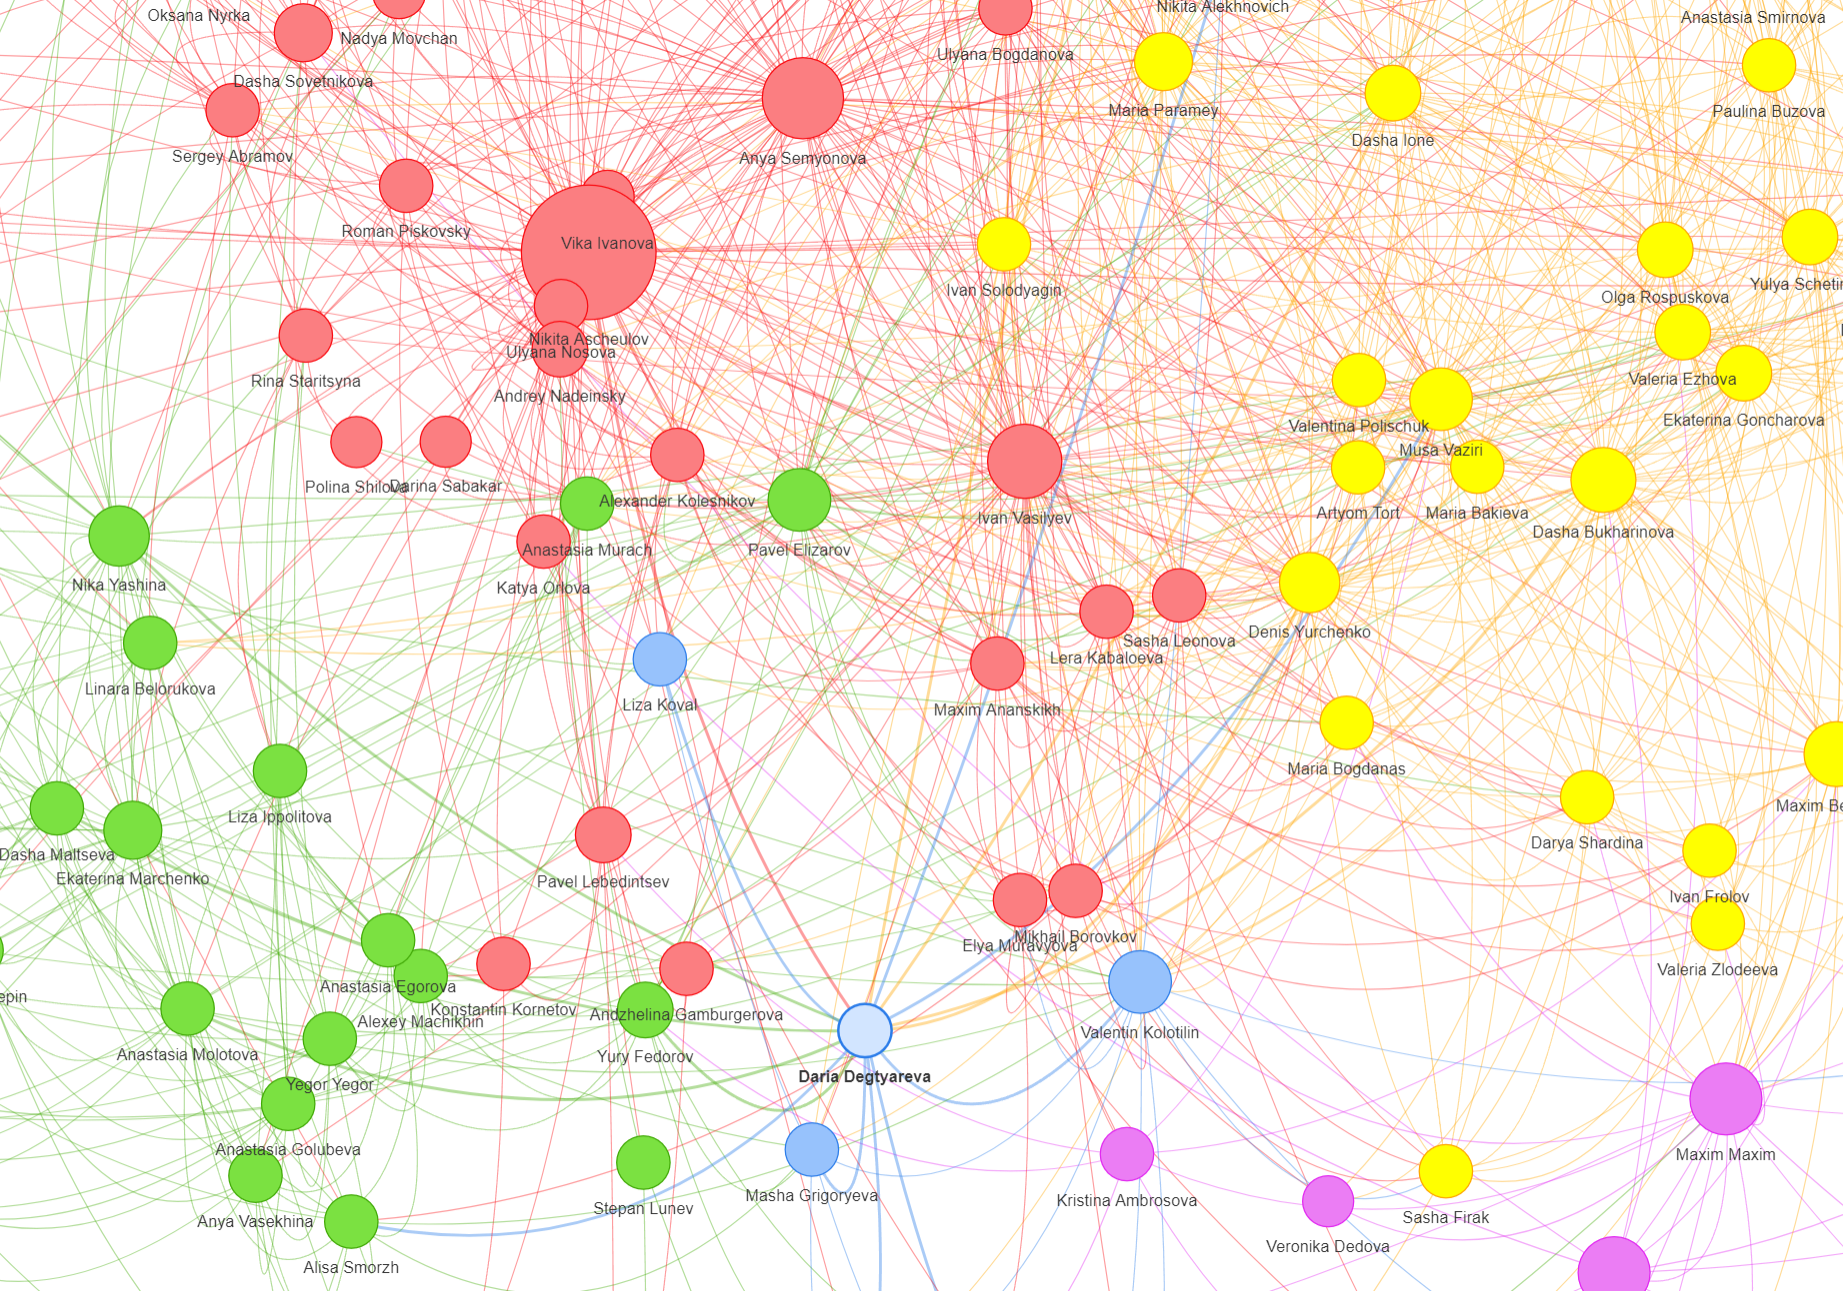 Oksana Nyrka
Nikita Alekhnovich
Anastasia Smirnova
Nadya Movchan
Ulyana Bogdanova
Dasha Sovetnikova
Maria Paramey
Paulina Buzova
Dasha Ione
Sergey Abramov
Anya Semyonova
Roman Piskovsky
Vika Ivanova
Ivan Solodyagin
Yulya Schetin
Olga Rospuskova
Nikita Ascheulov
Ulyana Nosova
Rina Staritsyna
Valeria Ezhova
Andrey Nadeinsky
Ekaterina Goncharova
Valentina Polischuk
Musa Vaziri
Polina Shilova
Darina Sabakar
Alexander Kolesnikov
Ivan Vasilyev
Artyom Tort
Maria Bakieva
Dasha Bukharinova
Anastasia Murach
Pavel Elizarov
Nika Yashina
Katya Orlova
Denis Yurchenko
Sasha Leonova
Lera Kabaloeva
Linara Belorukova
Liza Koval
Maxim Ananskikh
Maria Bogdanas
Maxim Be
Liza Ippolitova
Darya Shardina
Dasha Maltseva
Ekaterina Marchenko
Pavel Lebedintsev
Ivan Frolov
Mikhail Borovkov
Elya Muravyova
Valeria Zlodeeva
Anastasia Egorova
epin
Konstantin Kornetov
Andzhelina Gamburgerova
Alexey Machikhin
Valentin Kolotilin
Anastasia Molotova
Yury Fedorov
Daria Degtyareva
Yegor Yegor
Anastasia Golubeva
Maxim Maxim
Masha Grigoryeva
Kristina Ambrosova
Stepan Lunev
Sasha Firak
Anya Vasekhina
Veronika Dedova
Alisa Smorzh